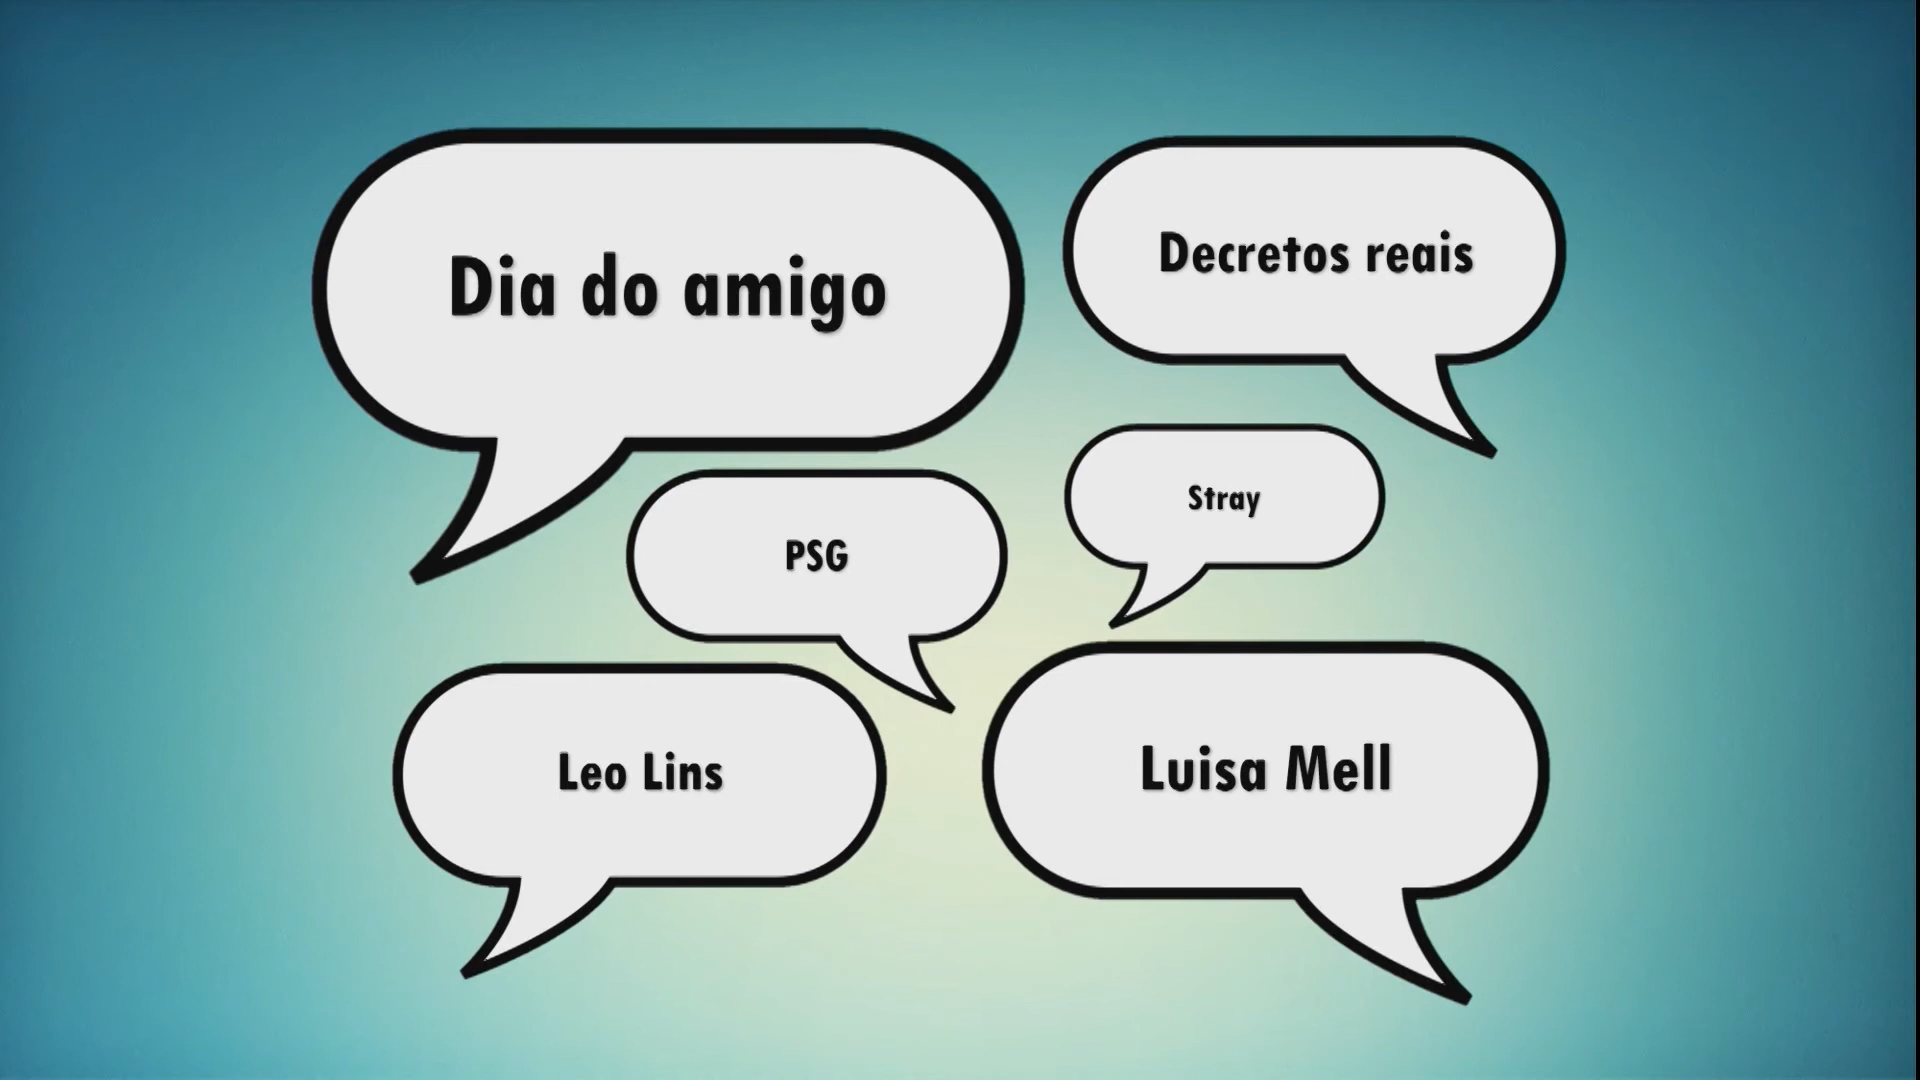 Dia do amigo
Decretos reais
Stray
PSG
Leo Lins
Luisa Mell